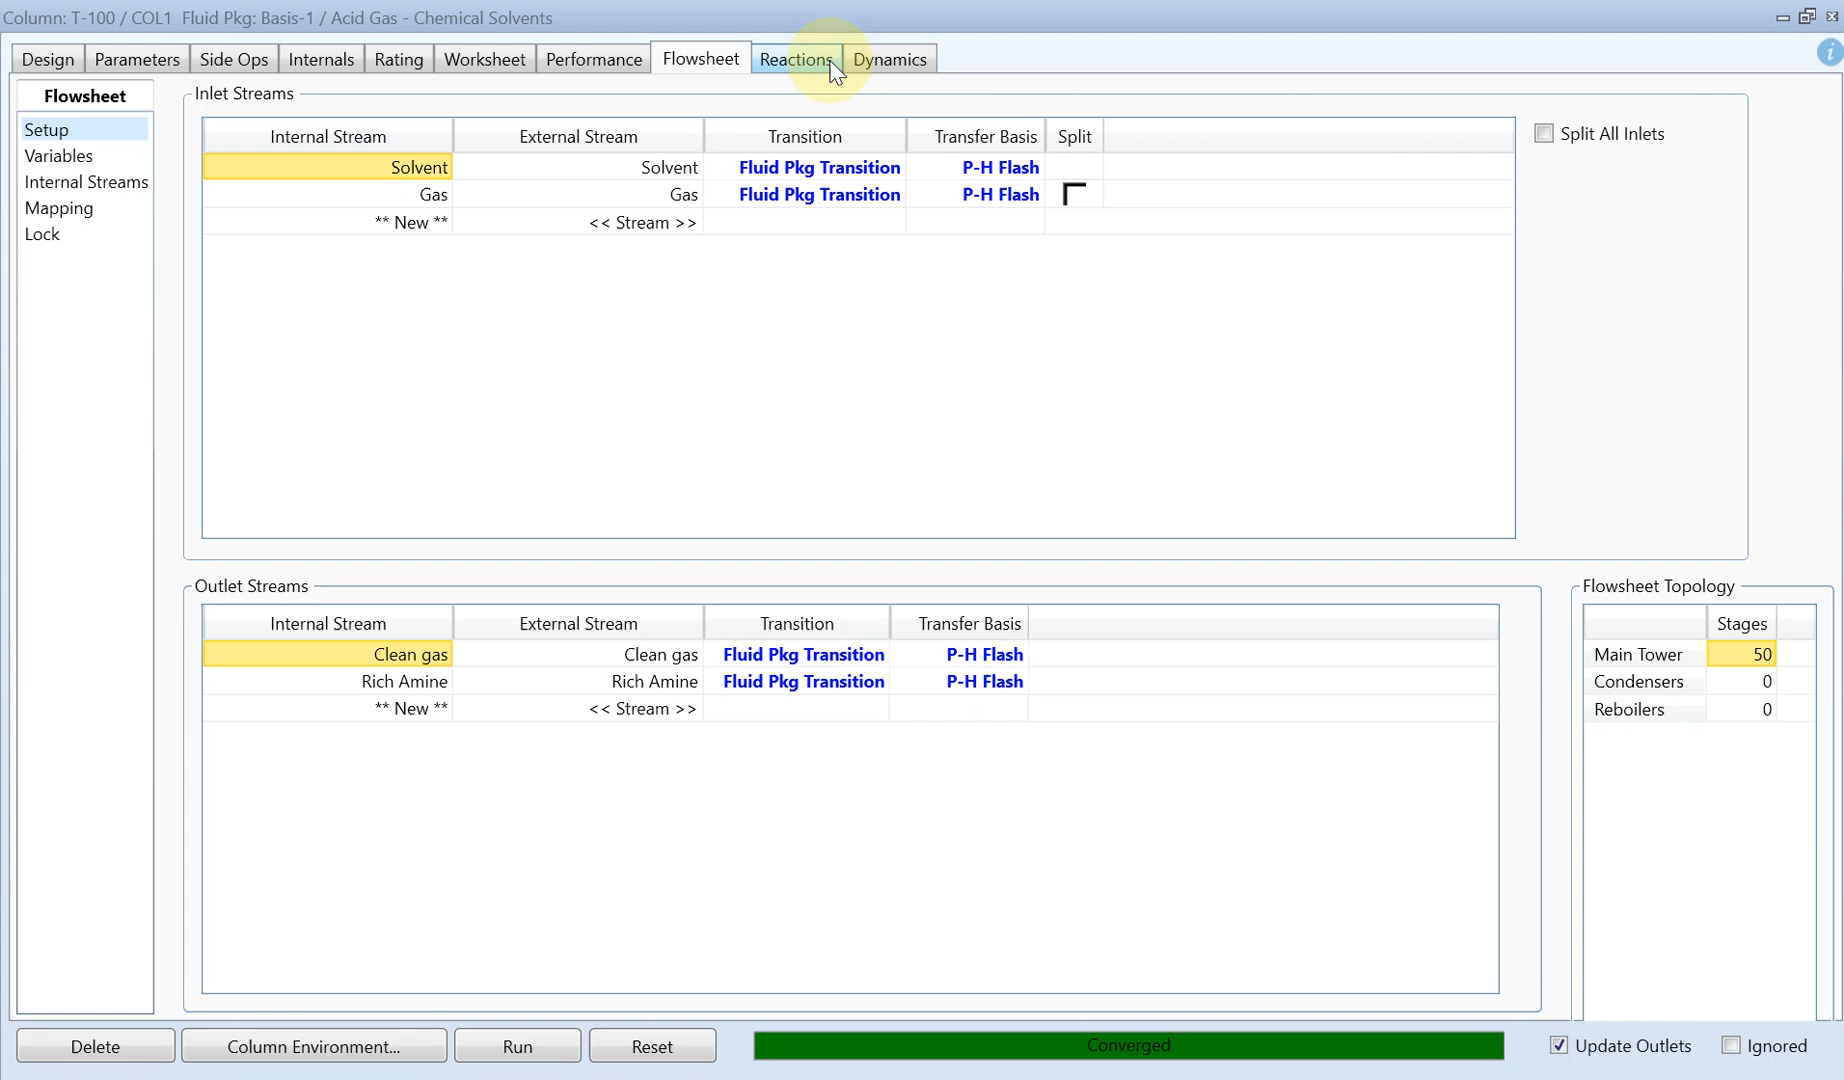 Column: T-100 / COL1 Fluid Pkg: Basis-1 / Acid Gas - Chemical Solvents
Design Parameters Side Ops Internals Rating Worksheet Performance Flowsheet Reactions Dynamics
Flowsheet
Setup
Variables
Internal Streams
Mapping
Lock
Inlet Streams
Internal Stream External Stream Transition Transfer Basis Split
Solvent Solvent Fluid Pkg Transition P-H Flash
Gas Gas Fluid Pkg Transition P-H Flash
** New ** << Stream >>
Split All Inlets
Outlet Streams
Internal Stream External Stream Transition Transfer Basis
Clean gas Clean gas Fluid Pkg Transition P-H Flash
Rich Amine Rich Amine Fluid Pkg Transition P-H Flash
** New ** << Stream >>
Flowsheet Topology
Stages
Main Tower 50
Condensers 0
Reboilers 0
Delete Column Environment... Run Reset Converged Update Outlets Ignored